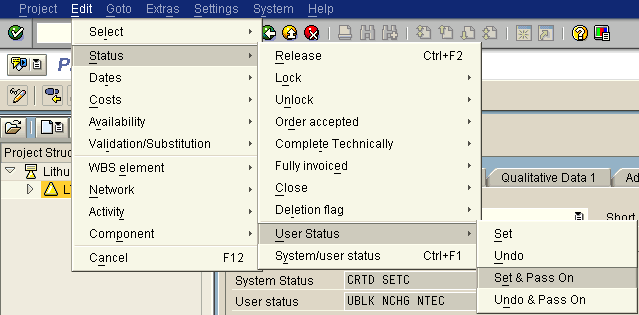 Project Edit Goto Extras Settings System Help
Select
Status
Dates
Costs
Availability
Validation/Substitution
WBS element
Network
Activity
Component
Cancel F12
Release Ctrl+F2
Lock
Unlock
Order accepted
Complete Technically
Fully invoiced
Close
Deletion flag
User Status
System/user status Ctrl+F1
Set
Undo
Set & Pass On
Undo & Pass On
Project Struc
Lithu
Qualitative Data 1 Ad
Short
System Status CRTD SETC
User status UBLK NCHG NTEC